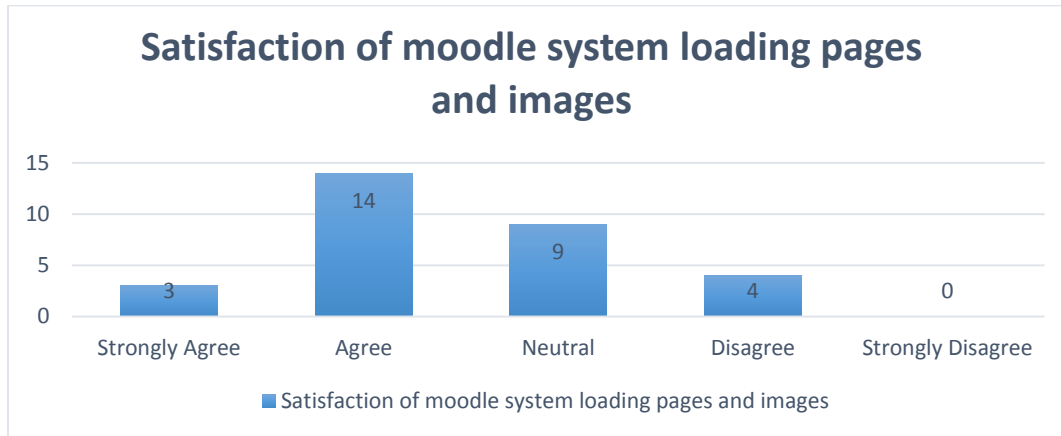 Satisfaction of moodle system loading pages
and images
15
10
5
0
3
14
9
4
0
Strongly Agree
Agree
Neutral
Disagree
Strongly Disagree
Satisfaction of moodle system loading pages and images